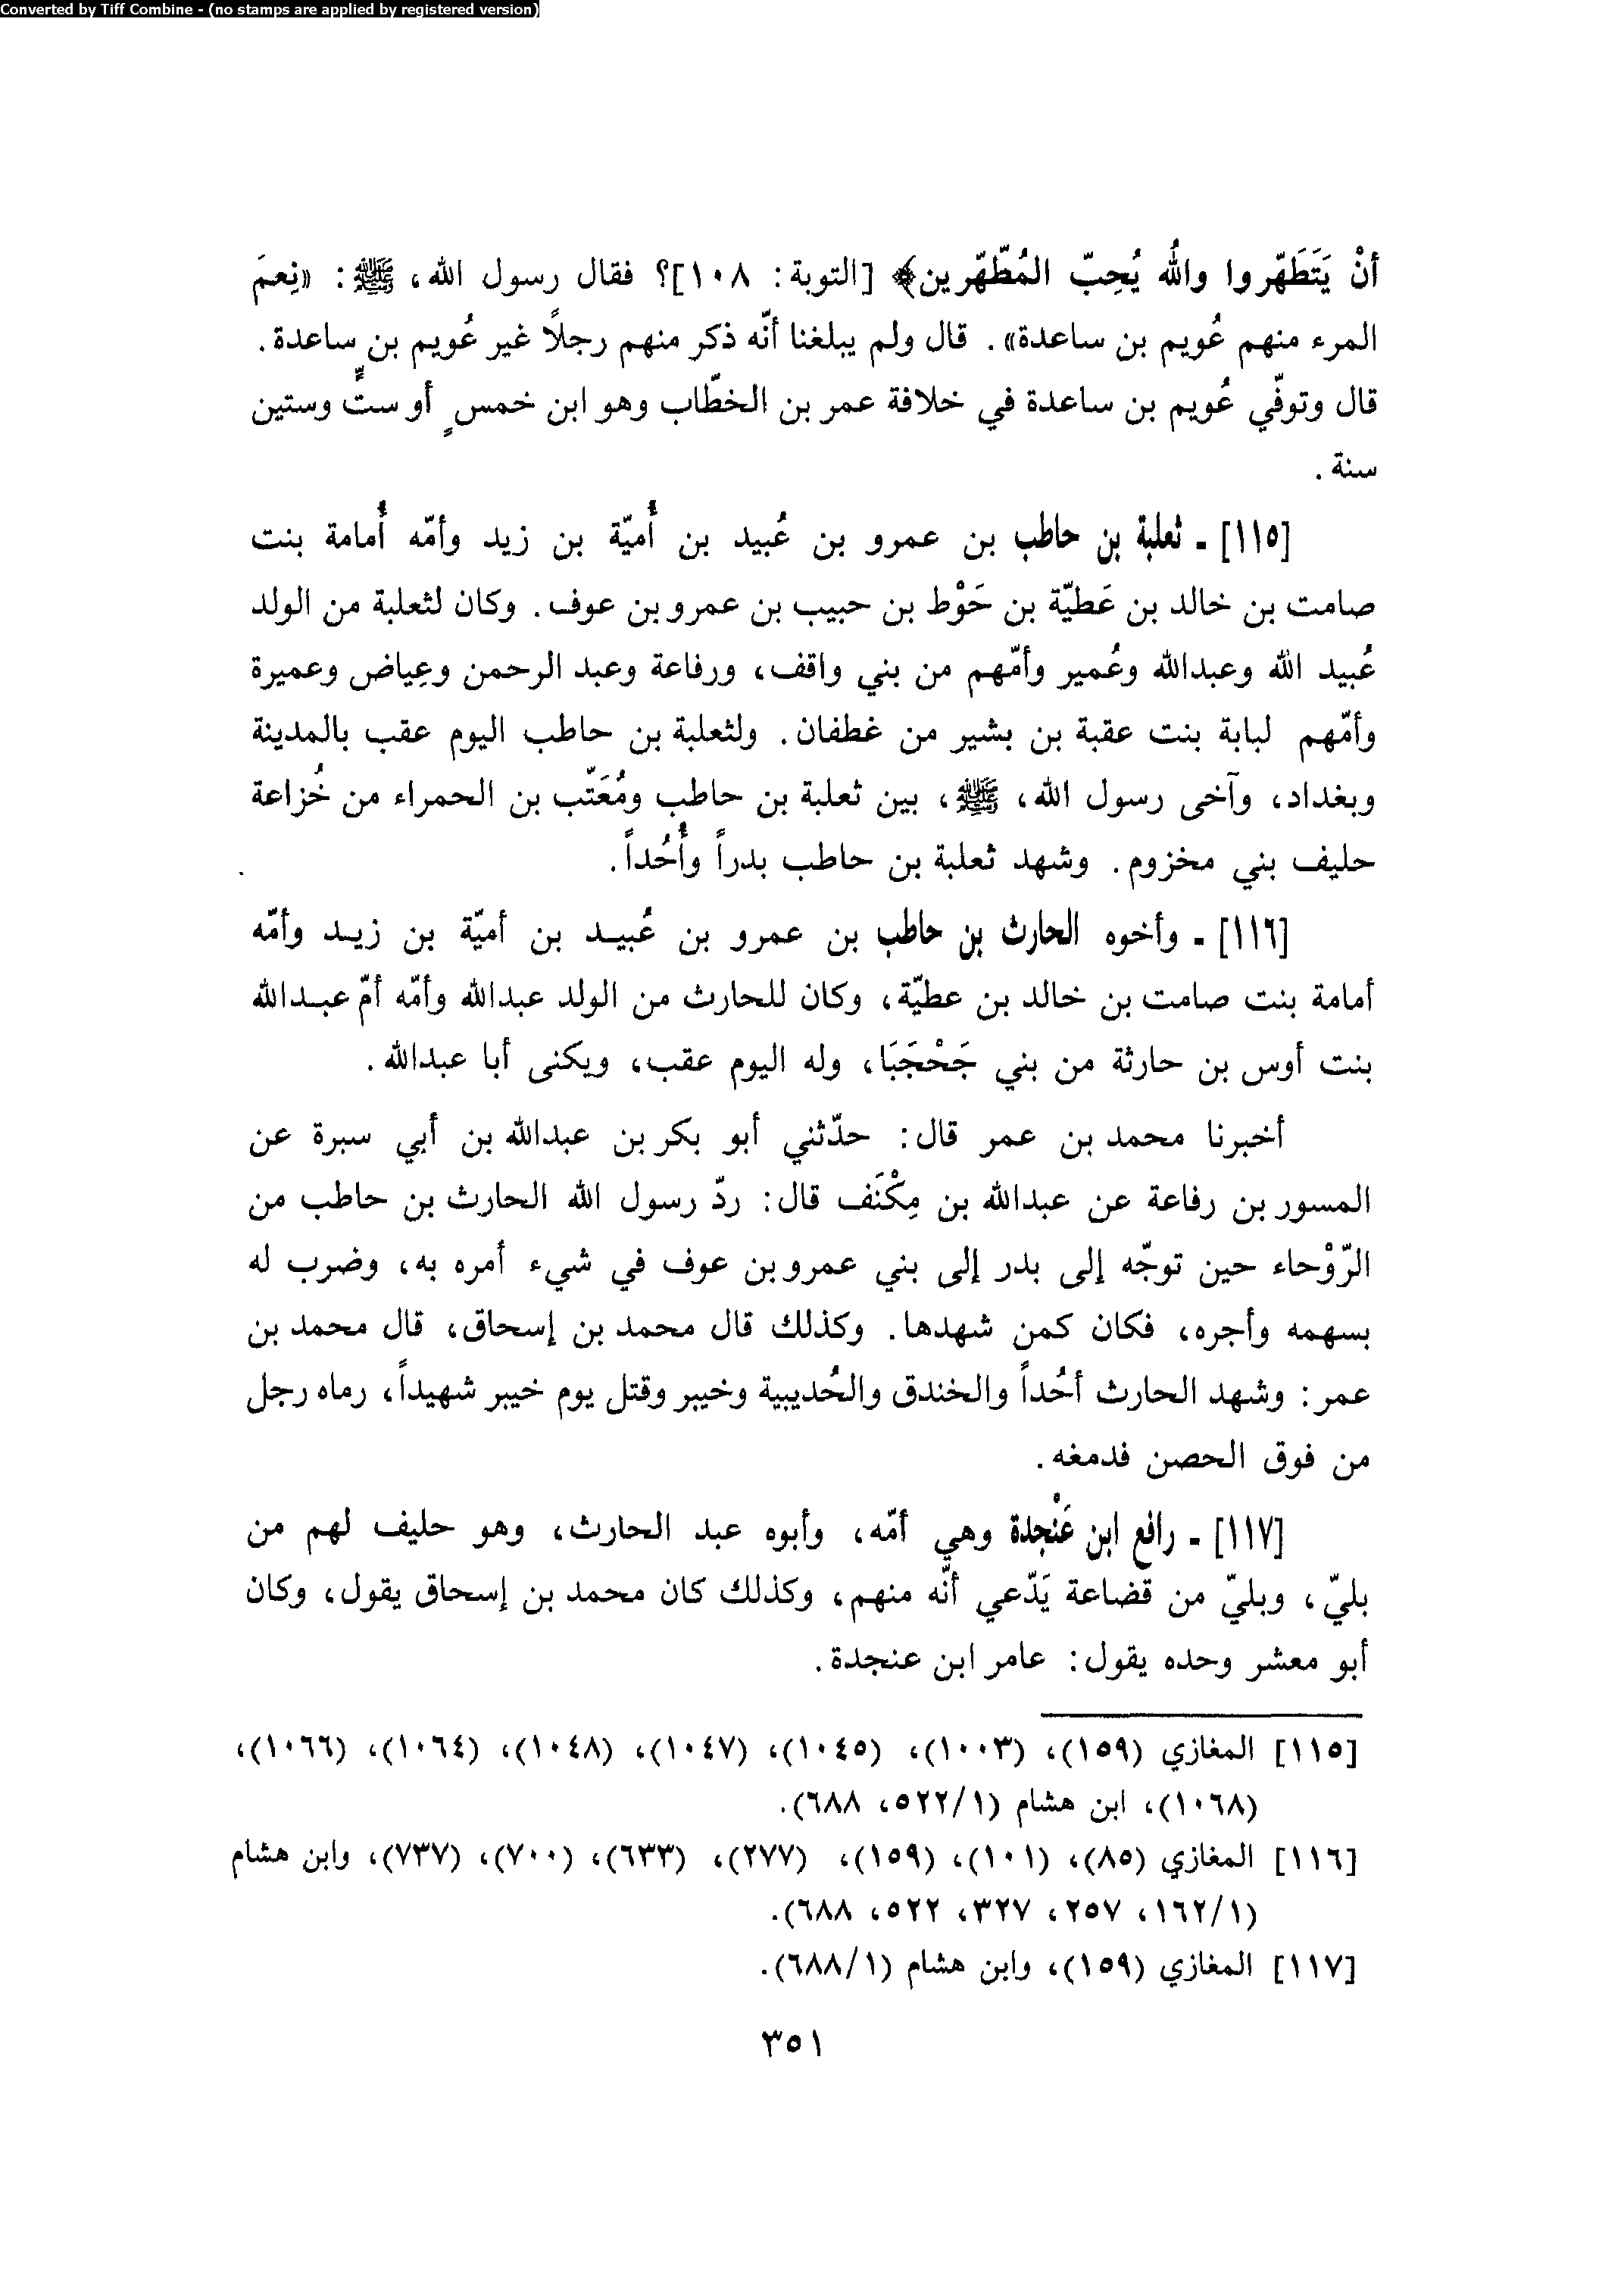 Converted by Tiff Combine - (no stamps are applied by registered version)
أنْ يَتَطَهّروا واللُه يُحِبّ المُطّهّرين﴾ [التوبة: ١٠٨]؟ فقال رسول الله، ﷺ: «نِعمَ
المرء منهم عُويم بن ساعدة». قال ولم يبلغنا أنّه ذكر منهم رجلًا غير عُويم بن ساعدة.
قال وتوفّي عُويم بن ساعدة في خلافة عمر بن الخطّاب وهو ابن خمسٍ أو ستٍّ وستين
سنة.
[١١٥] ـ ثعلبة بن حاطب بن عمرو بن عُبيد بن أُميّة بن زيد وأمّه أُمامة بنت
صامت بن خالد بن عَطيّة بن حَوْط بن حبيب بن عمرو بن عوف. وكان لثعلبة من الولد
عُبيد الله وعبدالله وعُمير وأمّهم من بني واقف، ورفاعة وعبد الرحمن وعِياض وعميرة
وأمّهم لبابة بنت عقبة بن بشير من غطفان. ولثعلبة بن حاطب اليوم عقب بالمدينة
وبغداد، وآخى رسول الله، ﷺ، بين ثعلبة بن حاطب ومُعَتّب بن الحمراء من خُزاعة
حليف بني مخزوم. وشهد ثعلبة بن حاطب بدراً وأُحُداً.
[١١٦] ـ وأخوه الحارث بن حاطب بن عمرو بن عُبيـد بن أميّة بن زيـد وأمّه
أمامة بنت صامت بن خالد بن عطيّة، وكان للحارث من الولد عبدالله وأمّه أمّ عبـدالله
بنت أوس بن حارثة من بني جَحْجَبَا، وله اليوم عقب، ويكنى أبا عبدالله.
أخبرنا محمد بن عمر قال: حدّثني أبو بكر بن عبدالله بن أبي سبرة عن
المسور بن رفاعة عن عبدالله بن مِكْنَف قال: ردّ رسول الله الحارث بن حاطب من
الرّوْحاء حين توجّه إلى بدر إلى بني عمرو بن عوف في شيء أمره به، وضرب له
بسهمه وأجره، فكان كمن شهدها. وكذلك قال محمد بن إسحاق، قال محمد بن
عمر: وشهد الحارث أحُداً والخندق والحُديبية وخيبر وقتل يوم خيبر شهيداً، رماه رجل
من فوق الحصن فدمغه.
[١١٧] ـ رافع ابن عَنْجدة وهي أمّه، وأبوه عبد الحارث، وهو حليف لهم من
بليّ، وبليّ من قضاعة يَدّعي أنّه منهم، وكذلك كان محمد بن إسحاق يقول، وكان
أبو معشر وحده يقول: عامر ابن عنجدة.
[١١٥] المغازي (١٥٩)، (١٠٠٣)، (١٠٤٥)، (١٠٤٧)، (١٠٤٨)، (١٠٦٤)، (١٠٦٦)،
(١٠٦٨)، ابن هشام (٥٢٢/١، ٦٨٨).
[١١٦] المغازي (٨٥)، (١٠١)، (١٥٩)، (٢٧٧)، (٦٣٣)، (٧٠٠)، (٧٣٧)، وابن هشام
(١٦٢/١، ٢٥٧، ٣٢٧، ٥٢٢، ٦٨٨).
[١١٧] المغازي (١٥٩)، وابن هشام (٦٨٨/١).
٣٥١